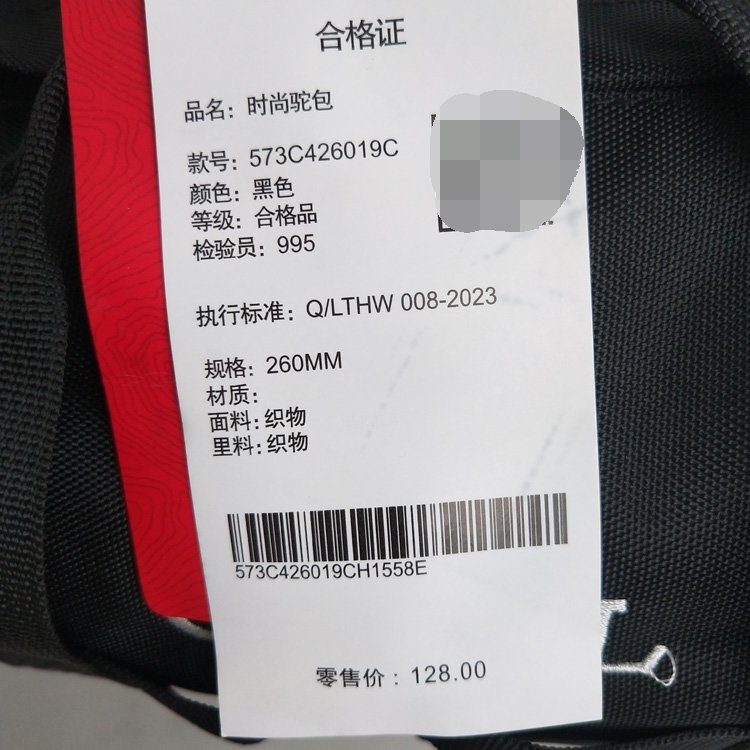 合格证
品名：时尚驼包
款号：573C426019C
颜色：黑色
等级：合格品
检验员：995
执行标准：Q/LTHW 008-2023
规格：260MM
材质：
面料：织物
里料：织物
573C426019CH1558E
零售价：128.00